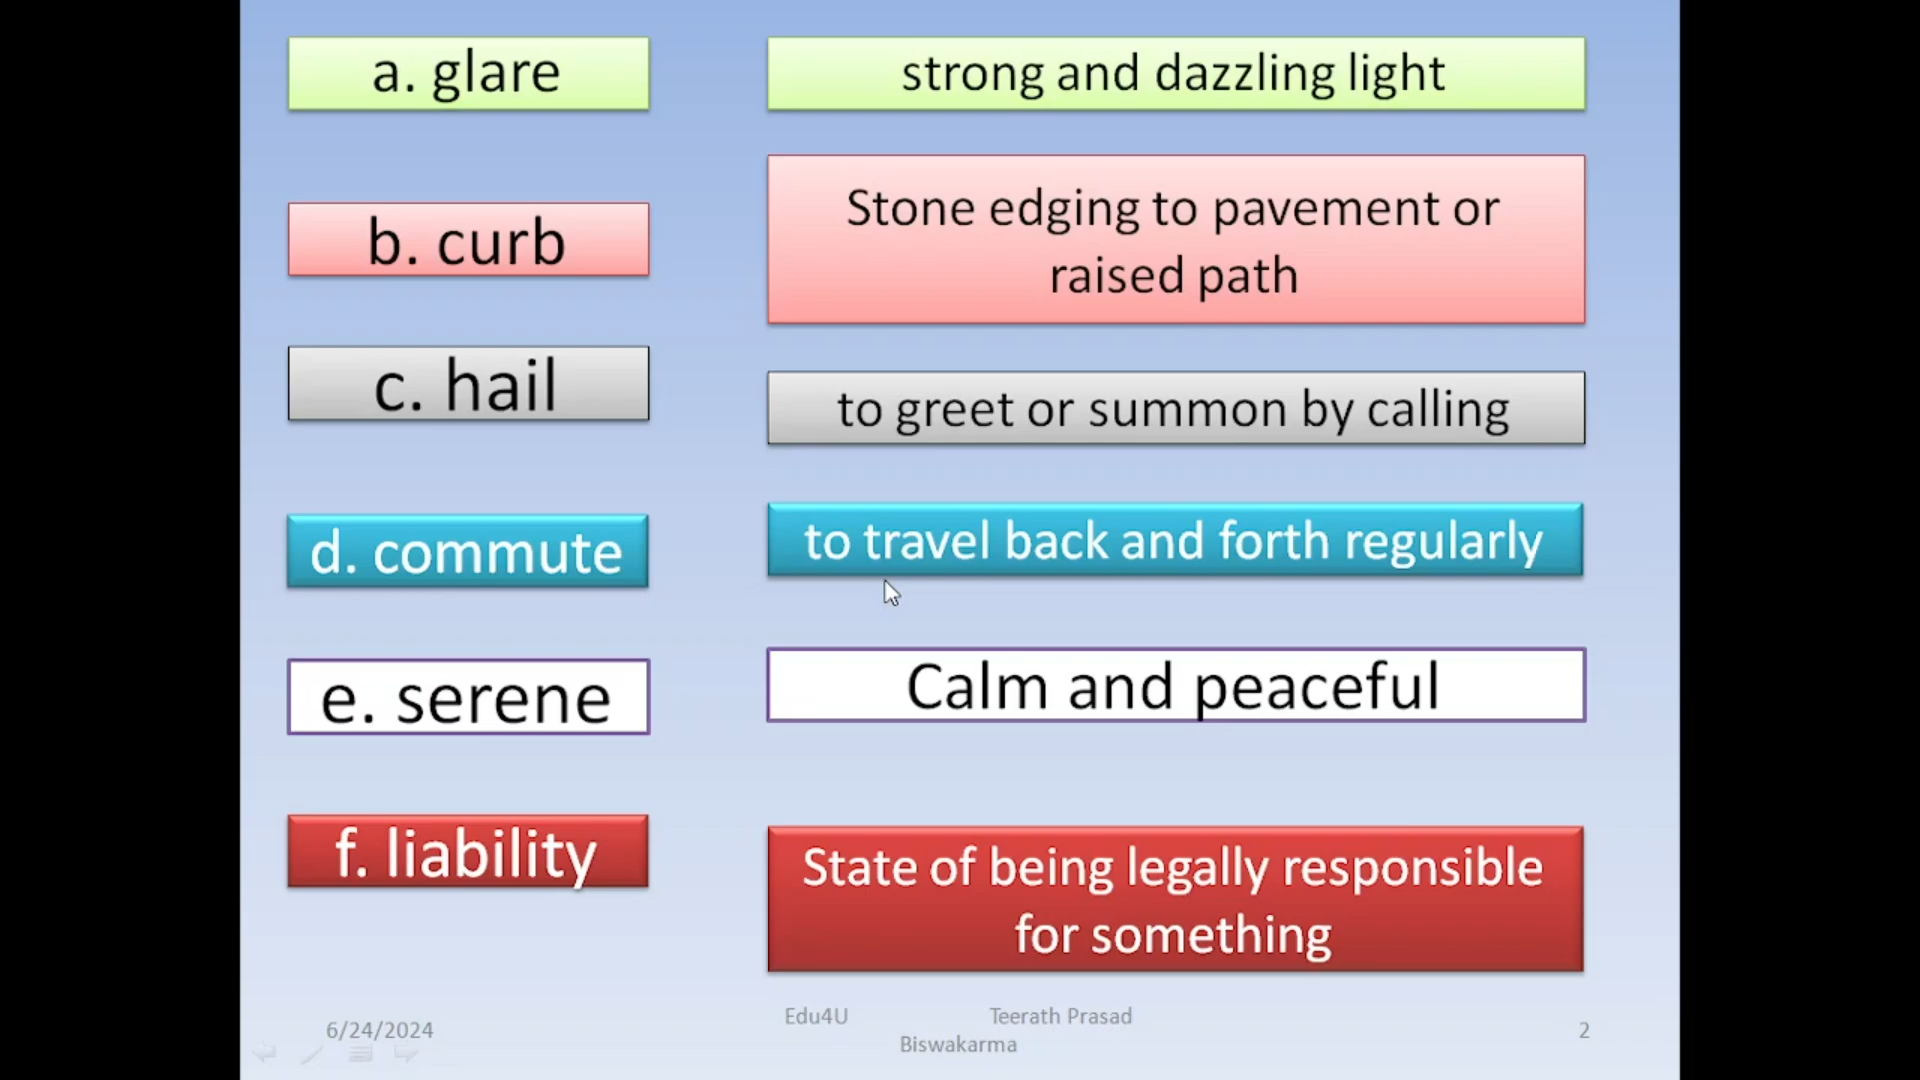 a. glare
strong and dazzling light
b. curb
Stone edging to pavement or
raised path
c. hail
to greet or summon by calling
d. commute
to travel back and forth regularly
e. serene
Calm and peaceful
f. liability
State of being legally responsible
for something
6/24/2024
Edu4U Teerath Prasad
Biswakarma
2